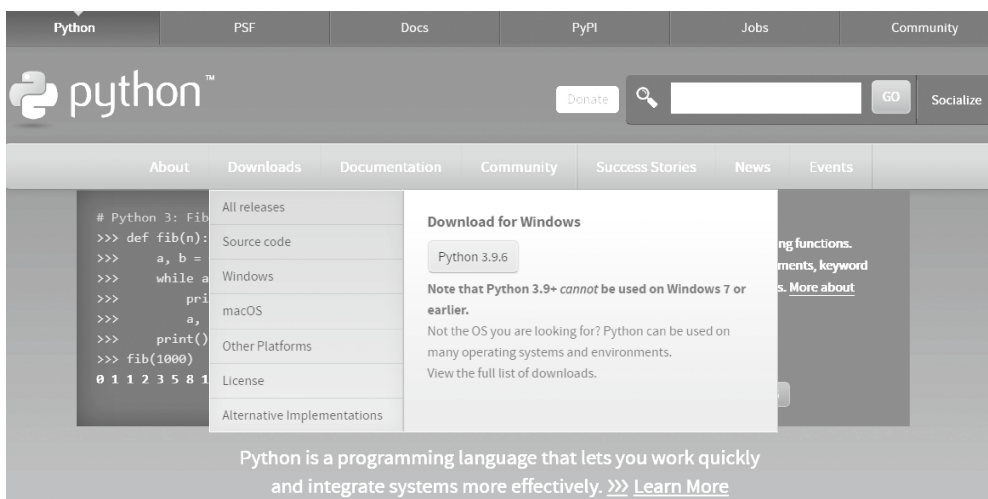 Python PSF Docs PyPI Jobs Community
python™
Donate GO Socialize
About Downloads Documentation Community Success Stories News Events
# Python 3: Fib
>>> def fib(n):
>>> a, b =
>>> while a
>>> pri
>>> a,
>>> print()
>>> fib(1000)
0 1 1 2 3 5 8 1
All releases
Source code
Windows
macOS
Other Platforms
License
Alternative Implementations
Download for Windows
Python 3.9.6
Note that Python 3.9+ cannot be used on Windows 7 or
earlier.
Not the OS you are looking for? Python can be used on
many operating systems and environments.
View the full list of downloads.
ng functions.
ments, keyword
s. More about
Python is a programming language that lets you work quickly
and integrate systems more effectively. >>> Learn More